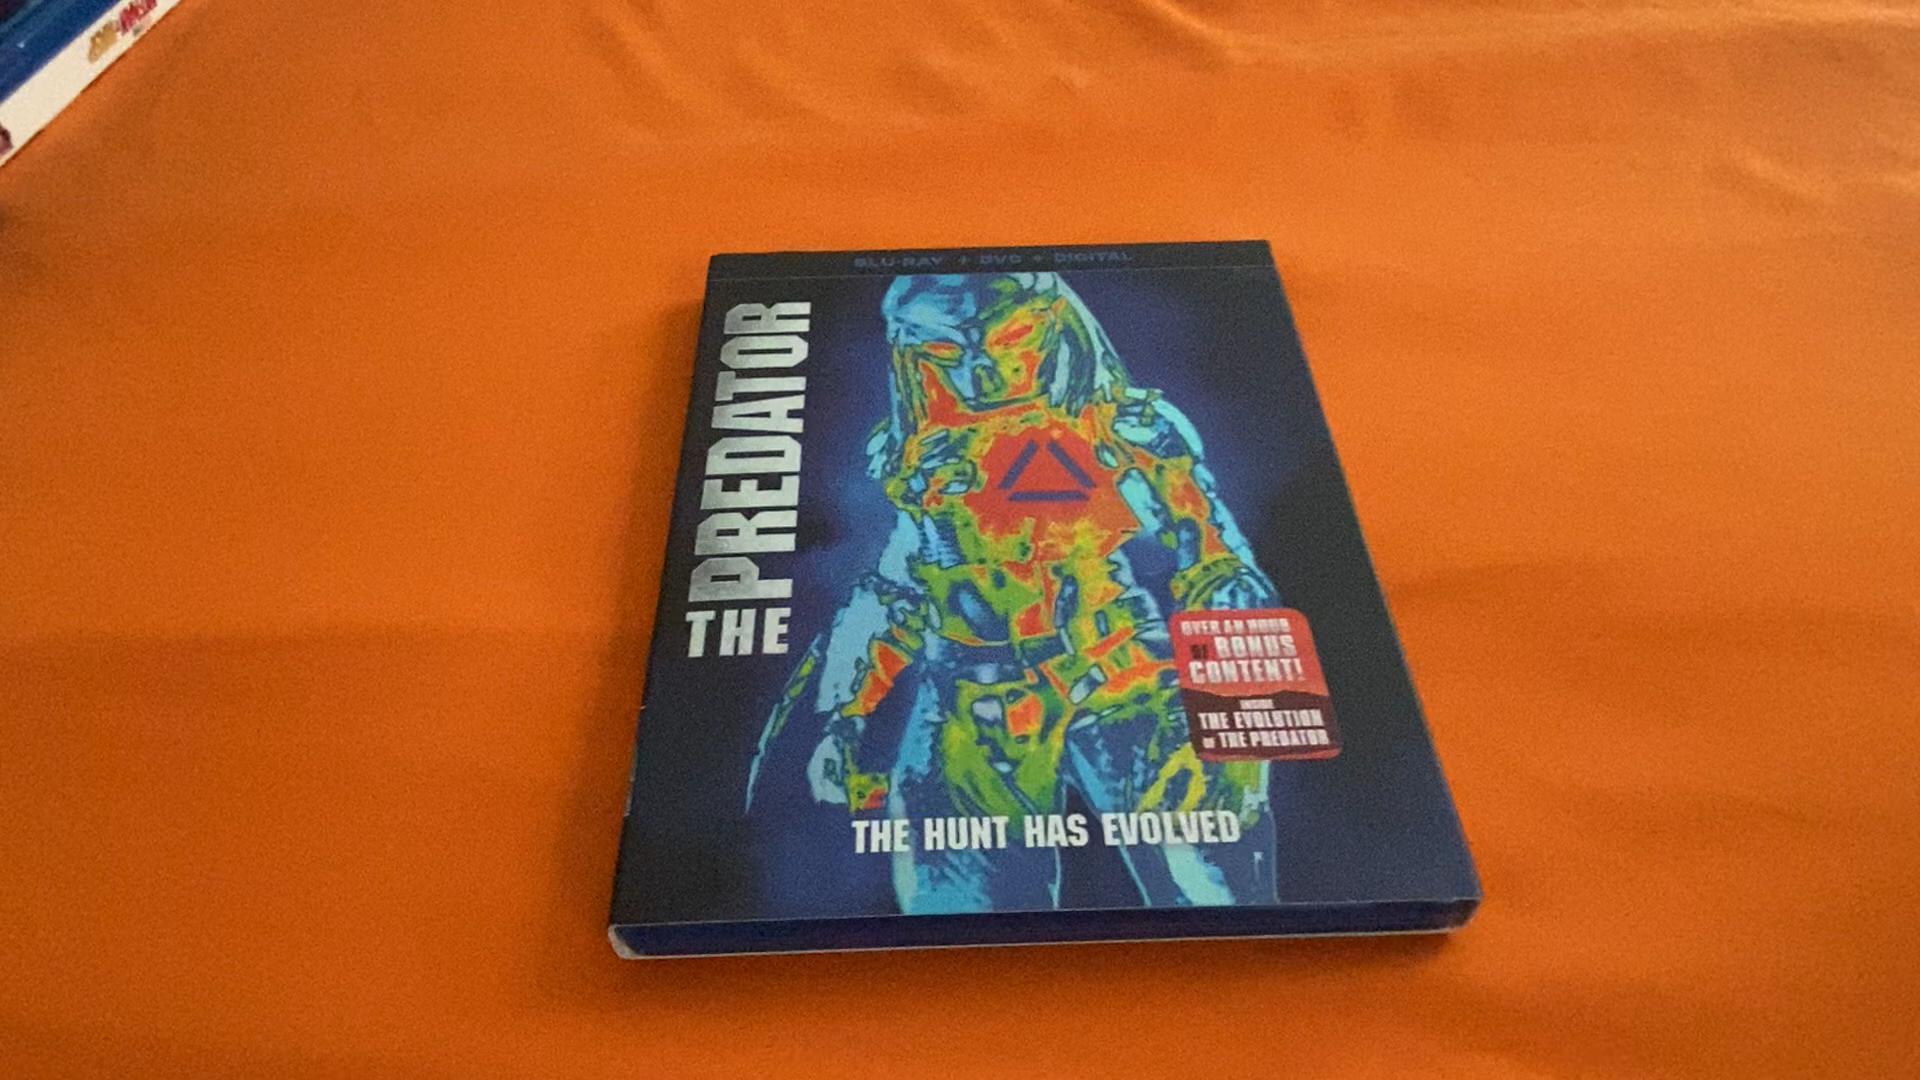 BLU-RAY + DVD + DIGITAL
THE PREDATOR
OVER AN HOUR
OF BONUS
CONTENT!
INSIDE
THE EVOLUTION
OF THE PREDATOR
THE HUNT HAS EVOLVED